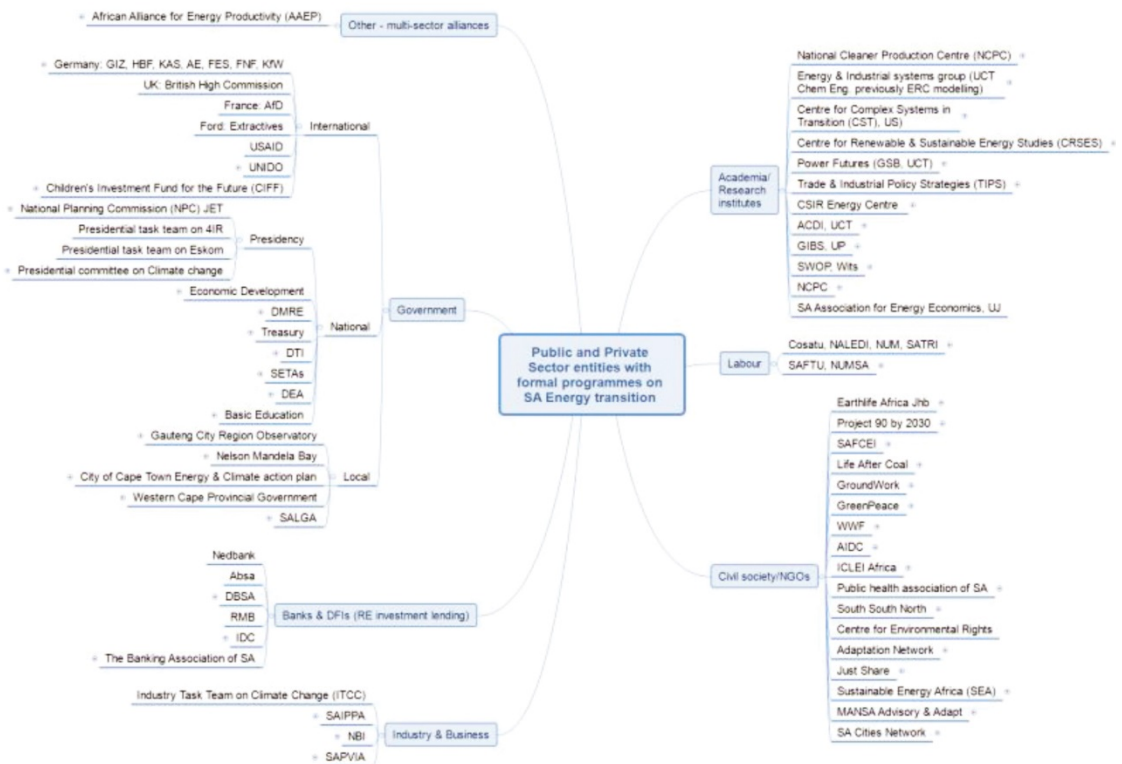 African Alliance for Energy Productivity (AAEP)
Other - multi-sector alliances
Germany: GIZ, HBF, KAS, AE, FES, FNF, KfW
UK: British High Commission
France: AfD
Ford: Extractives
USAID
UNIDO
Children's Investment Fund for the Future (CIFF)
International
National Planning Commission (NPC) JET
Presidential task team on 4IR
Presidential task team on Eskom
Presidential committee on Climate change
Presidency
Economic Development
DMRE
Treasury
DTI
SETAs
DEA
Basic Education
National
Gauteng City Region Observatory
Nelson Mandela Bay
City of Cape Town Energy & Climate action plan
Western Cape Provincial Government
SALGA
Local
Government
Nedbank
Absa
DBSA
RMB
IDC
The Banking Association of SA
Banks & DFIs (RE investment lending)
Industry Task Team on Climate Change (ITCC)
SAIPPA
NBI
SAPVIA
Industry & Business
Public and Private
Sector entities with
formal programmes on
SA Energy transition
Academia/
Research
institutes
National Cleaner Production Centre (NCPC)
Energy & Industrial systems group (UCT
Chem Eng. previously ERC modelling)
Centre for Complex Systems in
Transition (CST), US)
Centre for Renewable & Sustainable Energy Studies (CRSES)
Power Futures (GSB, UCT)
Trade & Industrial Policy Strategies (TIPS)
CSIR Energy Centre
ACDI, UCT
GIBS, UP
SWOP, Wits
NCPC
SA Association for Energy Economics, UJ
Labour
Cosatu, NALEDI, NUM, SATRI
SAFTU, NUMSA
Civil society/NGOs
Earthlife Africa Jhb
Project 90 by 2030
SAFCEI
Life After Coal
GroundWork
GreenPeace
WWF
AIDC
ICLEI Africa
Public health association of SA
South South North
Centre for Environmental Rights
Adaptation Network
Just Share
Sustainable Energy Africa (SEA)
MANSA Advisory & Adapt
SA Cities Network